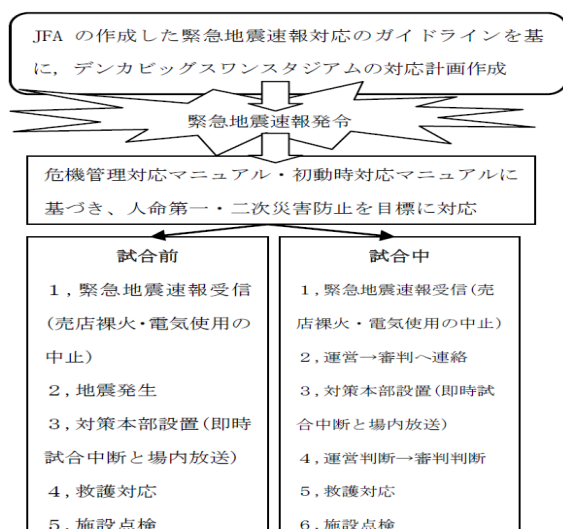 JFA の作成した緊急地震速報対応のガイドラインを基
に，デンカビッグスワンスタジアムの対応計画作成
緊急地震速報発令
危機管理対応マニュアル・初動時対応マニュアルに
基づき、人命第一・二次災害防止を目標に対応
試合前
1,緊急地震速報受信
(売店裸火・電気使用の
中止)
2,地震発生
3,対策本部設置(即時
試合中断と場内放送)
4,救護対応
5,施設点検
試合中
1,緊急地震速報受信(売
店裸火・電気使用の中止)
2,運営→審判へ連絡
3,対策本部設置(即時試
合中断と場内放送)
4,運営判断→審判判断
5,救護対応
6,施設点検